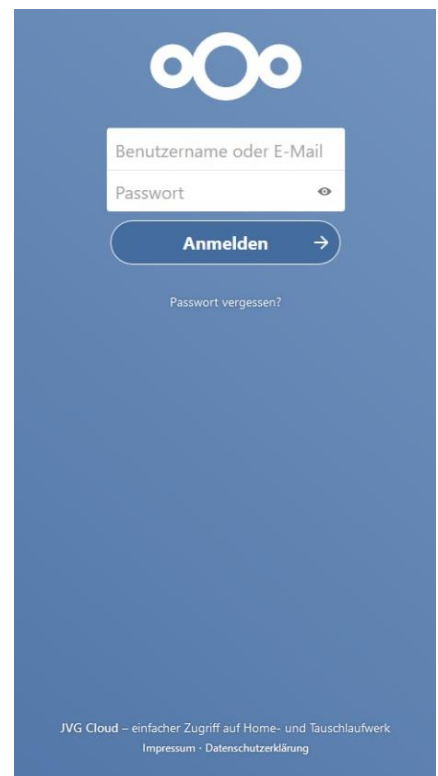 Benutzername oder E-Mail
Passwort
Anmelden
Passwort vergessen?
JVG Cloud – einfacher Zugriff auf Home- und Tauschlaufwerk
Impressum · Datenschutzerklärung